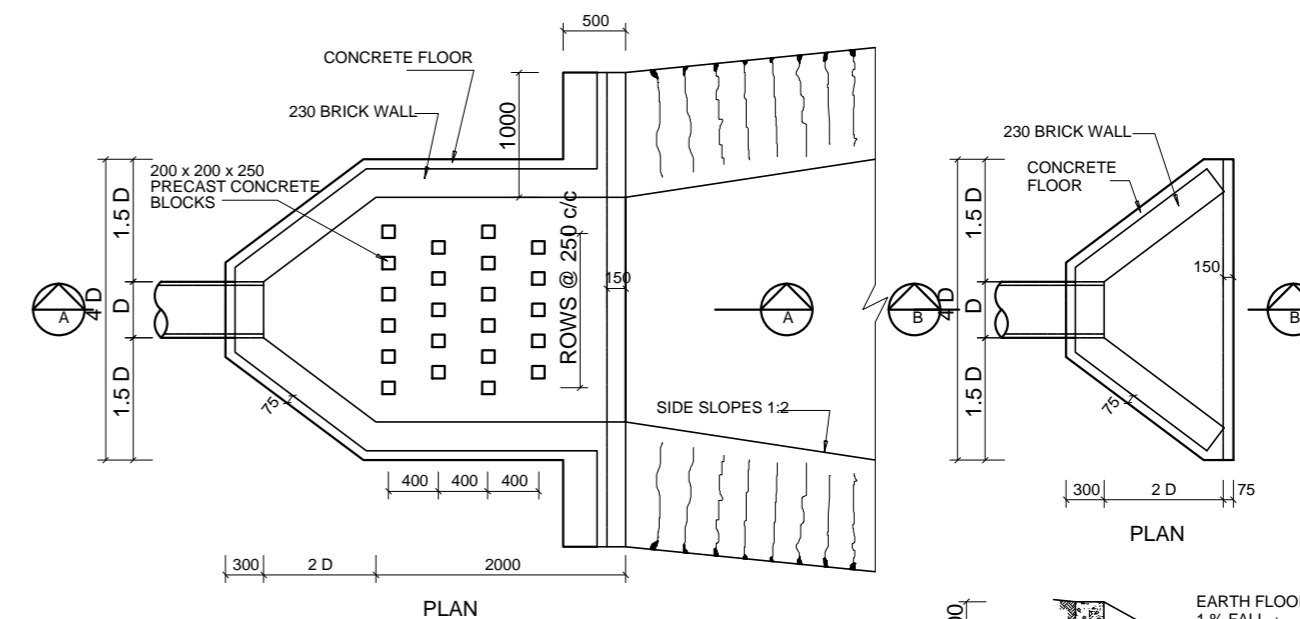 500
CONCRETE FLOOR
230 BRICK WALL
1000
200 x 200 x 250
PRECAST CONCRETE
BLOCKS
1.5 D
4 D
D
1.5 D
A
75
ROWS @ 250 c/c
150
A
SIDE SLOPES 1:2
400
400
400
300
2 D
2000
PLAN
230 BRICK WALL
CONCRETE
FLOOR
1.5 D
4 D
D
1.5 D
B
150
B
75
300
2 D
75
PLAN
EARTH FLOOR